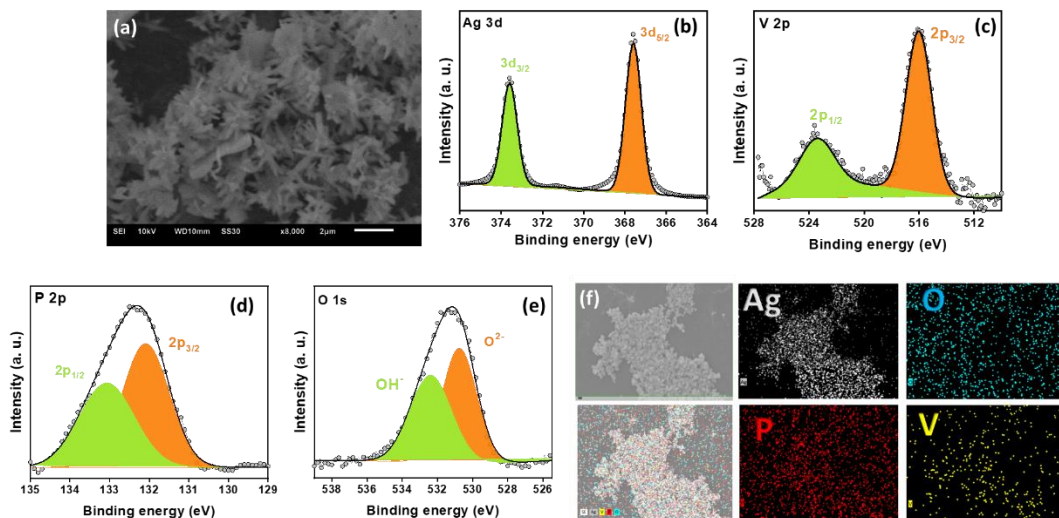 (a)
SEI 10kV WD10mm SS30 x8,000 2μm
Ag 3d
(b)
3d5/2
3d3/2
Intensity (a. u.)
376 374 372 370 368 366 364
Binding energy (eV)
V 2p
(c)
2p3/2
2p1/2
Intensity (a. u.)
528 524 520 516 512
Binding energy (eV)
P 2p
(d)
2p3/2
2p1/2
Intensity (a. u.)
135 134 133 132 131 130 129
Binding energy (eV)
O 1s
(e)
O2-
OH-
Intensity (a. u.)
538 536 534 532 530 528 526
Binding energy (eV)
(f)
Ag
O
P
V